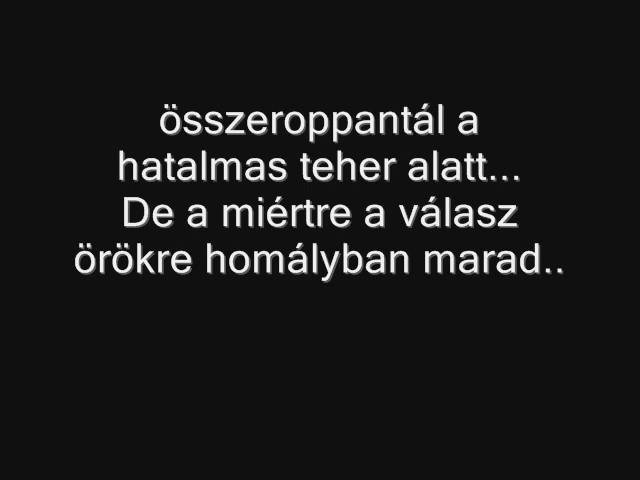 összeroppantál a
hatalmas teher alatt...
De a miértre a válasz
örökre homályban marad..